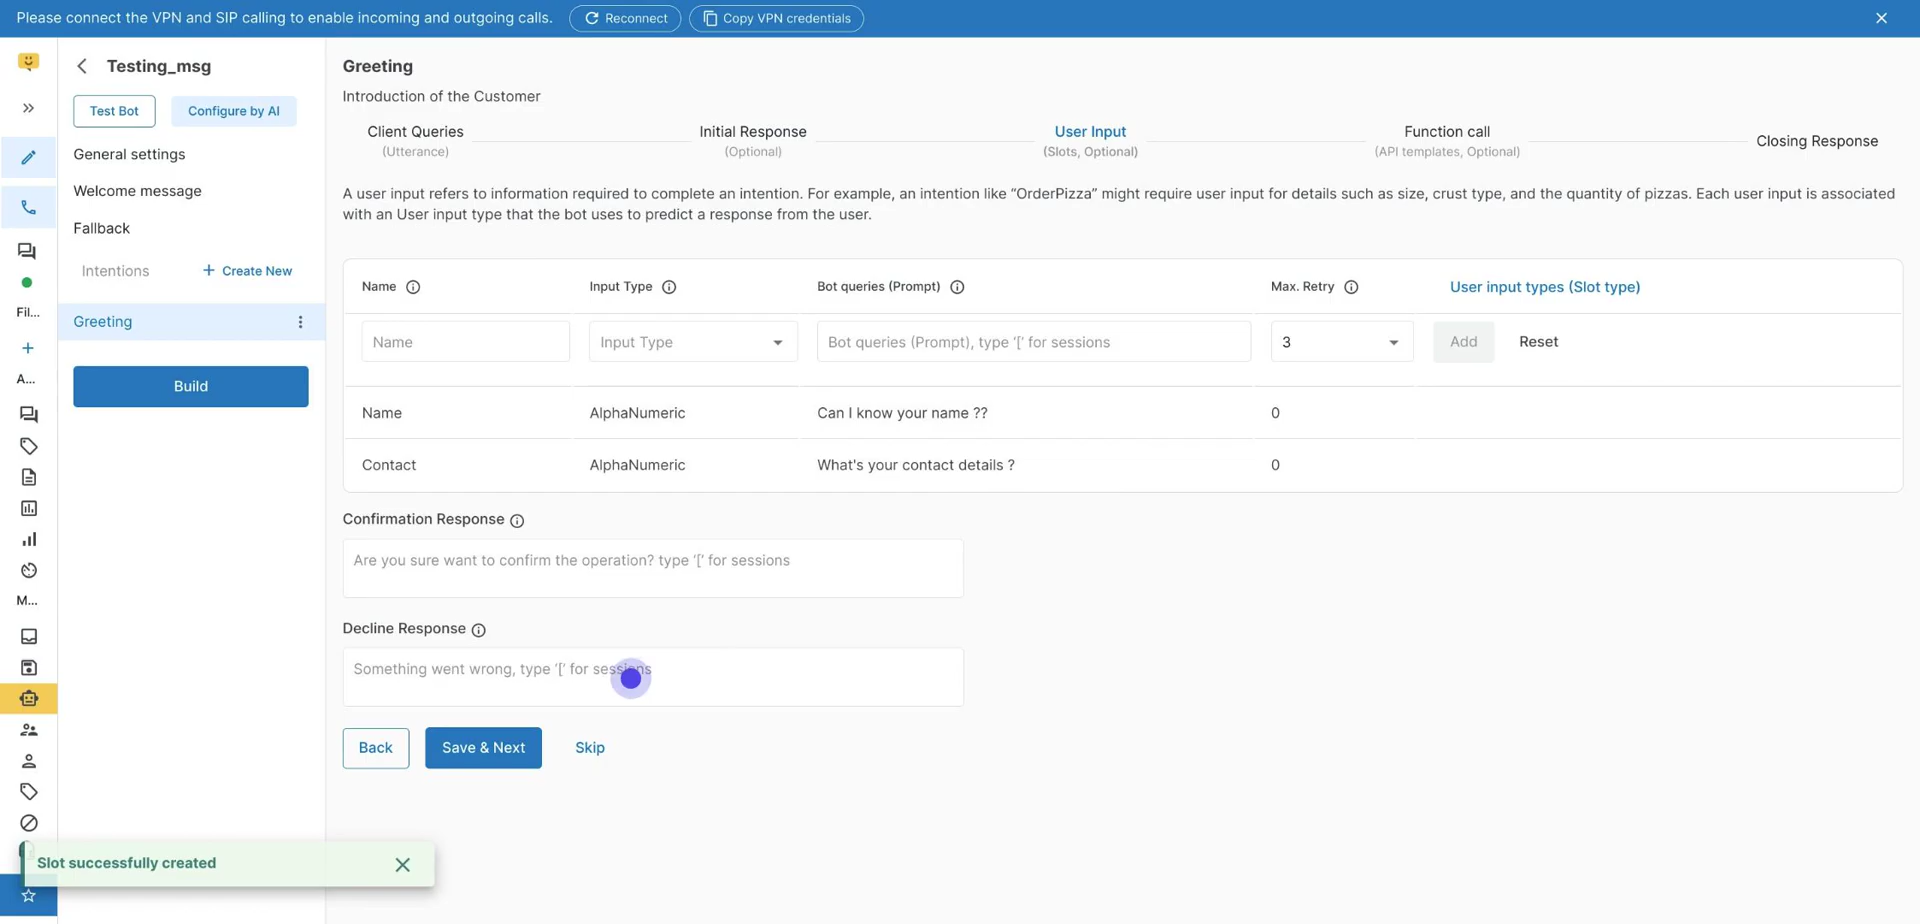 Please connect the VPN and SIP calling to enable incoming and outgoing calls. Reconnect Copy VPN credentials
Testing_msg
Test Bot Configure by AI
General settings
Welcome message
Fallback
Intentions + Create New
Greeting
Build
Fil...
A...
M...
Greeting
Introduction of the Customer
Client Queries
(Utterance)
Initial Response
(Optional)
User Input
(Slots, Optional)
Function call
(API templates, Optional)
Closing Response
A user input refers to information required to complete an intention. For example, an intention like “OrderPizza” might require user input for details such as size, crust type, and the quantity of pizzas. Each user input is associated
with an User input type that the bot uses to predict a response from the user.
Name Input Type Bot queries (Prompt) Max. Retry User input types (Slot type)
Name Input Type Bot queries (Prompt), type ‘[’ for sessions 3 Add Reset
Name AlphaNumeric Can I know your name ?? 0
Contact AlphaNumeric What's your contact details ? 0
Confirmation Response
Are you sure want to confirm the operation? type ‘[’ for sessions
Decline Response
Something went wrong, type ‘[’ for sessions
Back Save & Next Skip
Slot successfully created